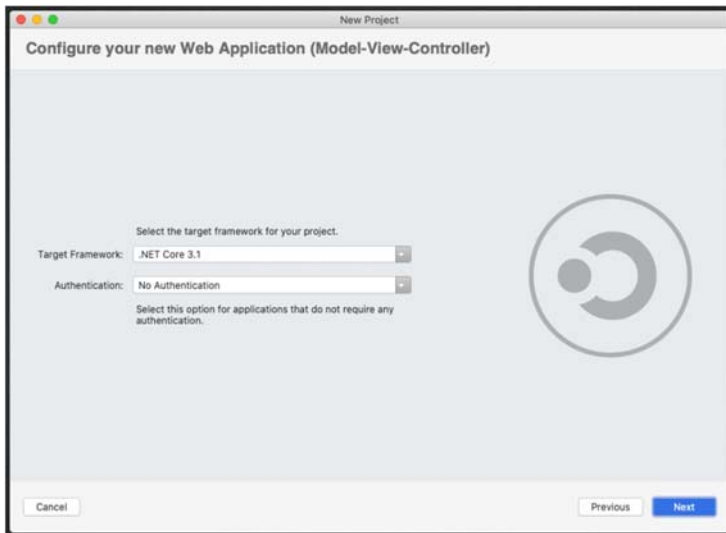 New Project
Configure your new Web Application (Model-View-Controller)
Select the target framework for your project.
Target Framework: .NET Core 3.1
Authentication: No Authentication
Select this option for applications that do not require any
authentication.
Cancel Previous Next